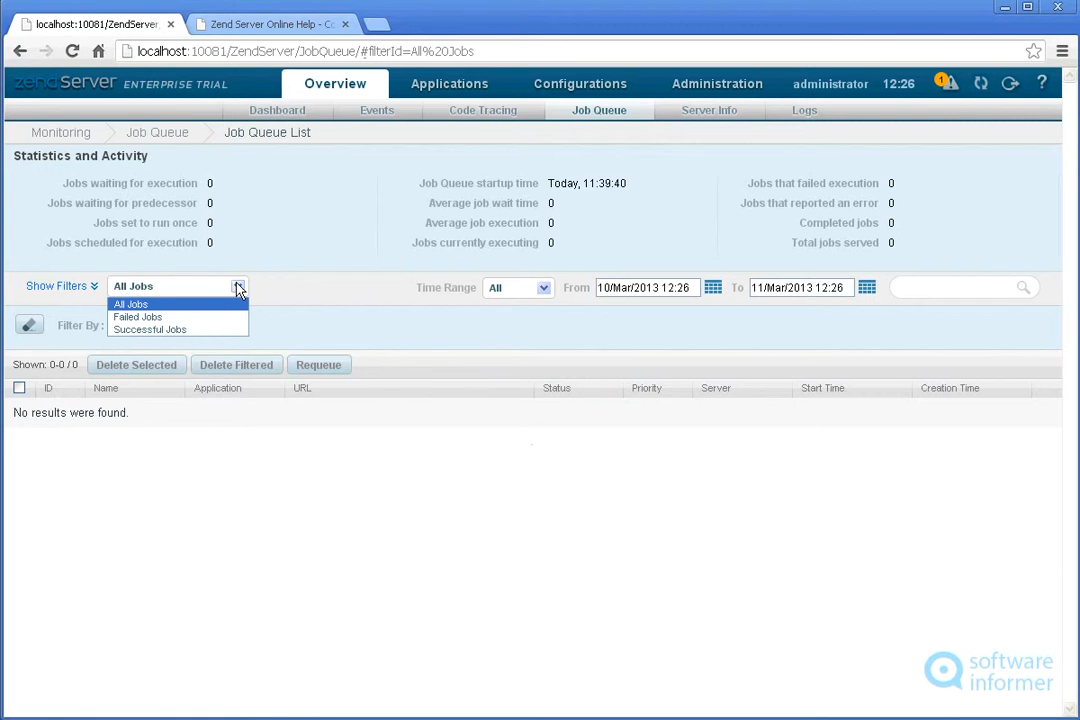 localhost:10081/ZendServer
Zend Server Online Help - Co
localhost:10081/ZendServer/JobQueue/#filterId=All%20Jobs
zendServer ENTERPRISE TRIAL
Overview
Applications
Configurations
Administration
administrator
12:26
1
?
Dashboard
Events
Code Tracing
Job Queue
Server Info
Logs
Monitoring
Job Queue
Job Queue List
Statistics and Activity
Jobs waiting for execution 0
Jobs waiting for predecessor 0
Jobs set to run once 0
Jobs scheduled for execution 0
Job Queue startup time Today, 11:39:40
Average job wait time 0
Average job execution 0
Jobs currently executing 0
Jobs that failed execution 0
Jobs that reported an error 0
Completed jobs 0
Total jobs served 0
Show Filters
All Jobs
Time Range All From 10/Mar/2013 12:26 To 11/Mar/2013 12:26
All Jobs
Failed Jobs
Successful Jobs
Filter By :
Shown: 0-0 / 0
Delete Selected
Delete Filtered
Requeue
ID Name Application URL Status Priority Server Start Time Creation Time
No results were found.
software
informer